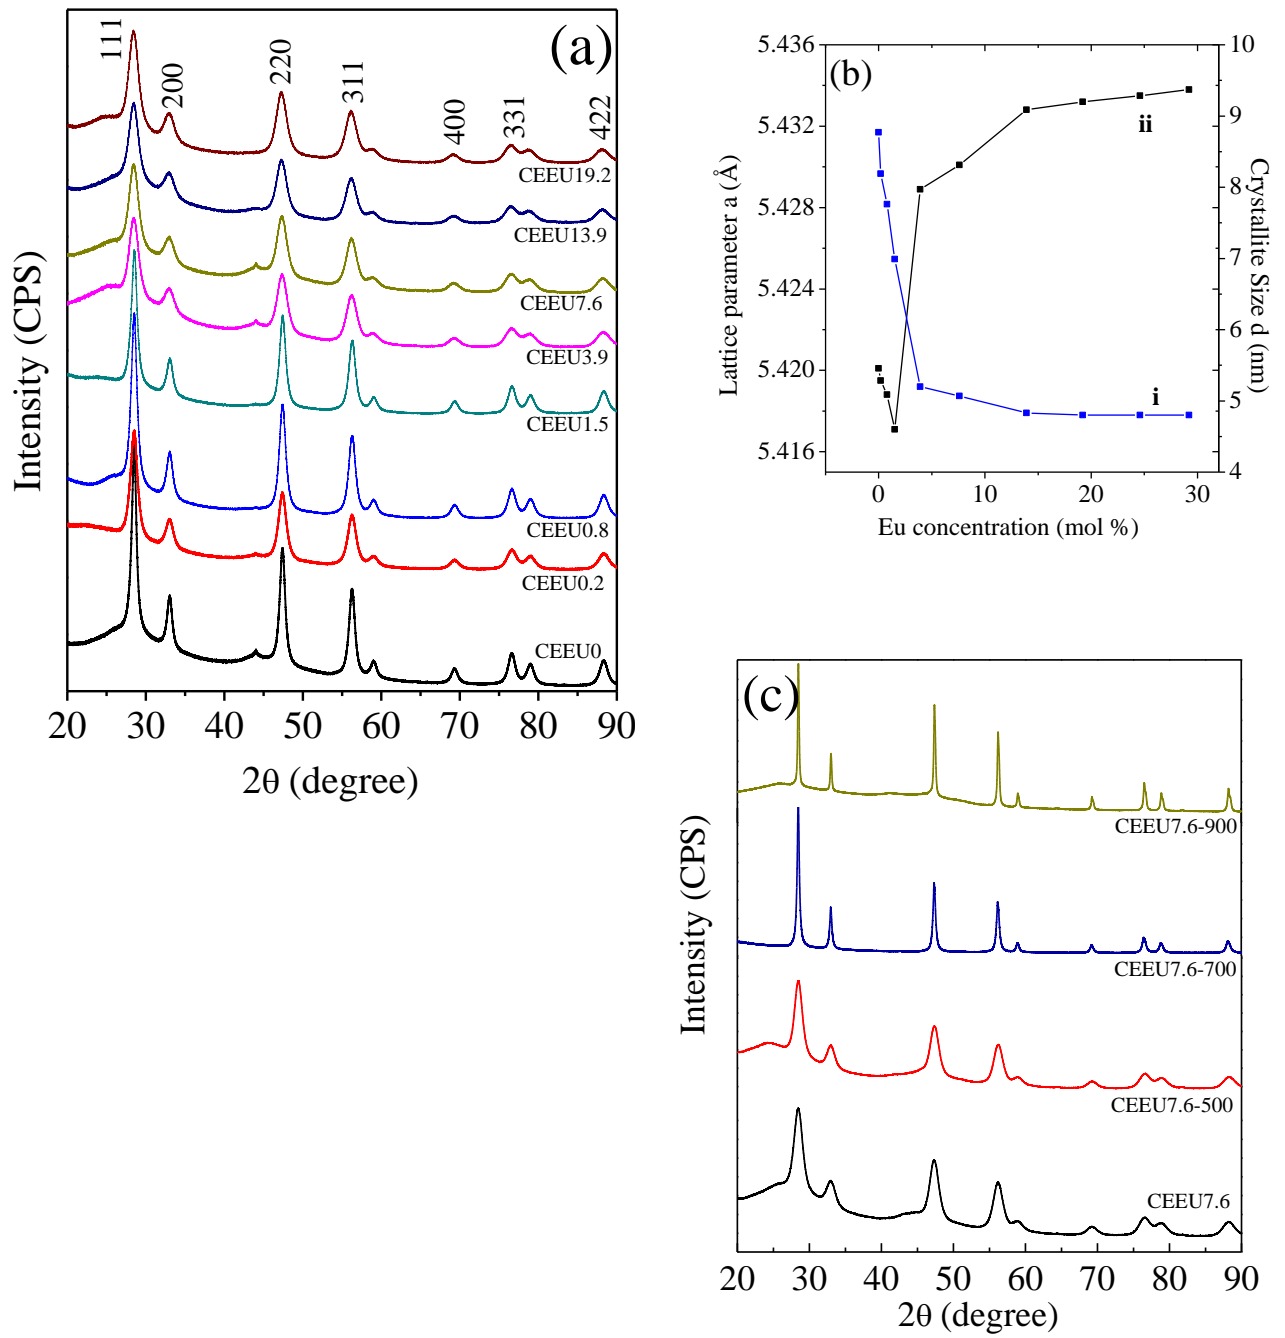 (a)
111
200
220
311
400
331
422
CEEU19.2
CEEU13.9
CEEU7.6
CEEU3.9
CEEU1.5
CEEU0.8
CEEU0.2
CEEU0
Intensity (CPS)
20 30 40 50 60 70 80 90
2θ (degree)
(b)
5.436
5.432
5.428
5.424
5.420
5.416
Lattice parameter a (Å)
10
9
8
7
6
5
4
Crystallite Size d (nm)
ii
i
0 10 20 30
Eu concentration (mol %)
(c)
CEEU7.6-900
CEEU7.6-700
CEEU7.6-500
CEEU7.6
Intensity (CPS)
20 30 40 50 60 70 80 90
2θ (degree)